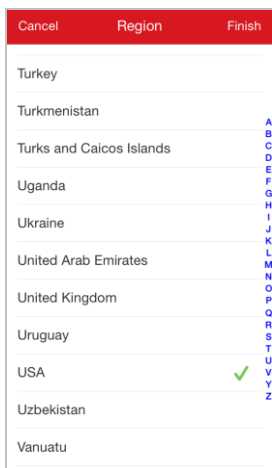 Cancel Region Finish
Turkey
Turkmenistan
Turks and Caicos Islands
Uganda
Ukraine
United Arab Emirates
United Kingdom
Uruguay
USA
Uzbekistan
Vanuatu
A
B
C
D
E
F
G
H
I
J
K
L
M
N
O
P
Q
R
S
T
U
V
Y
Z